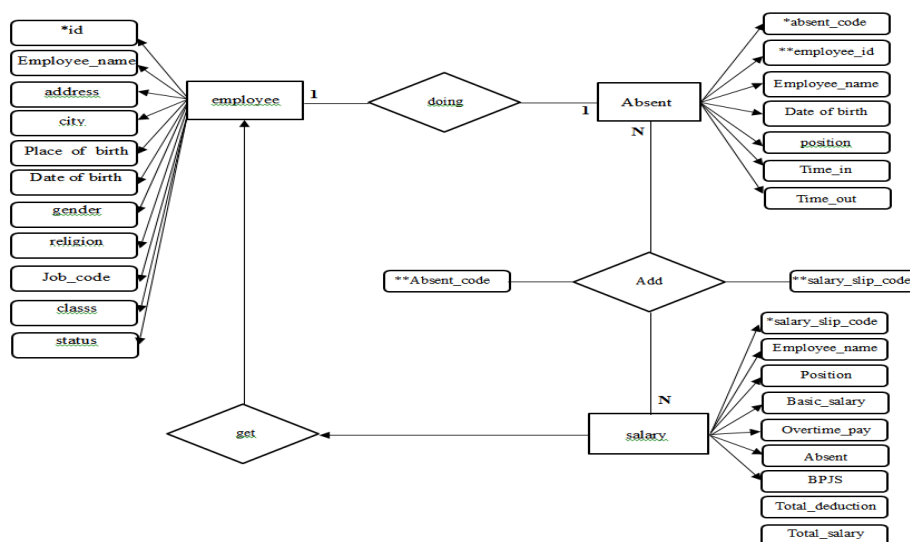 *id
Employee_name
address
city
Place of birth
Date of birth
gender
religion
Job_code
classs
status
employee
1
doing
1
Absent
N
*absent_code
**employee_id
Employee_name
Date of birth
position
Time_in
Time_out
**Absent_code
Add
**salary_slip_code
get
N
salary
*salary_slip_code
Employee_name
Position
Basic_salary
Overtime_pay
Absent
BPJS
Total_deduction
Total_salary